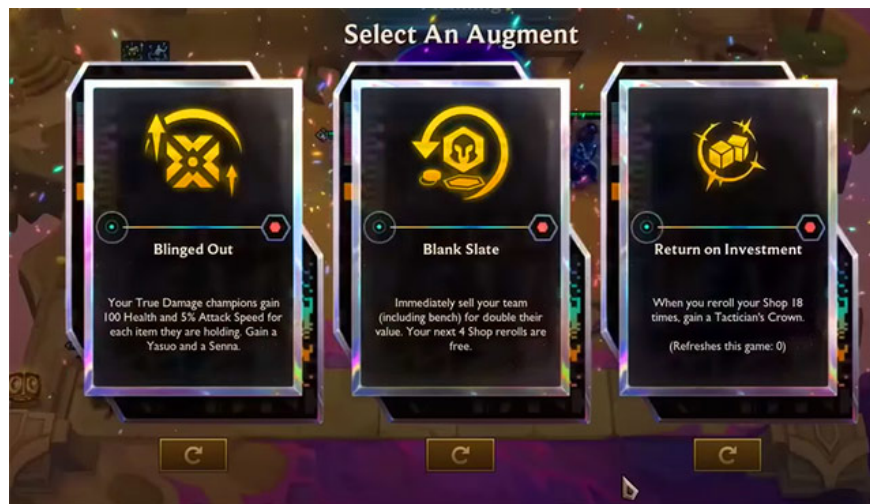 Select An Augment
Blinged Out
Your True Damage champions gain
100 Health and 5% Attack Speed for
each item they are holding. Gain a
Yasuo and a Senna.
Blank Slate
Immediately sell your team
(including bench) for double their
value. Your next 4 Shop rerolls are
free.
Return on Investment
When you reroll your Shop 18
times, gain a Tactician's Crown.
(Refreshes this game: 0)